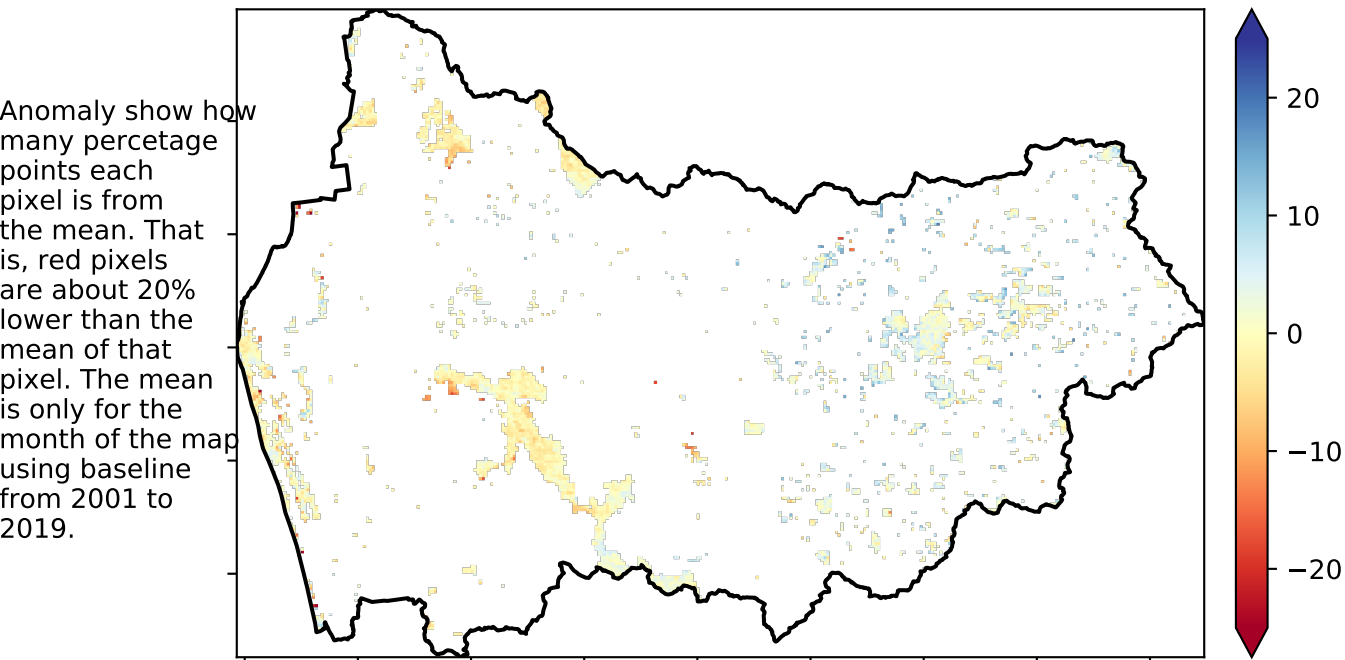 Anomaly show how
many percetage
points each
pixel is from
the mean. That
is, red pixels
are about 20%
lower than the
mean of that
pixel. The mean
is only for the
month of the map
using baseline
from 2001 to
2019.
20
10
0
−10
−20